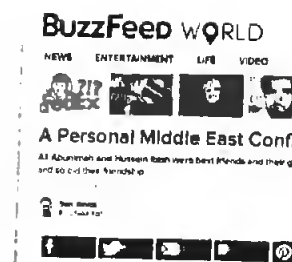 BuzzFeed WORLD
NEWS ENTERTAINMENT LIFE VIDEO
?!?
A Personal Middle East Conf
Ali Abunimah and Hussein Ibish were best friends and their
and so did their friendship